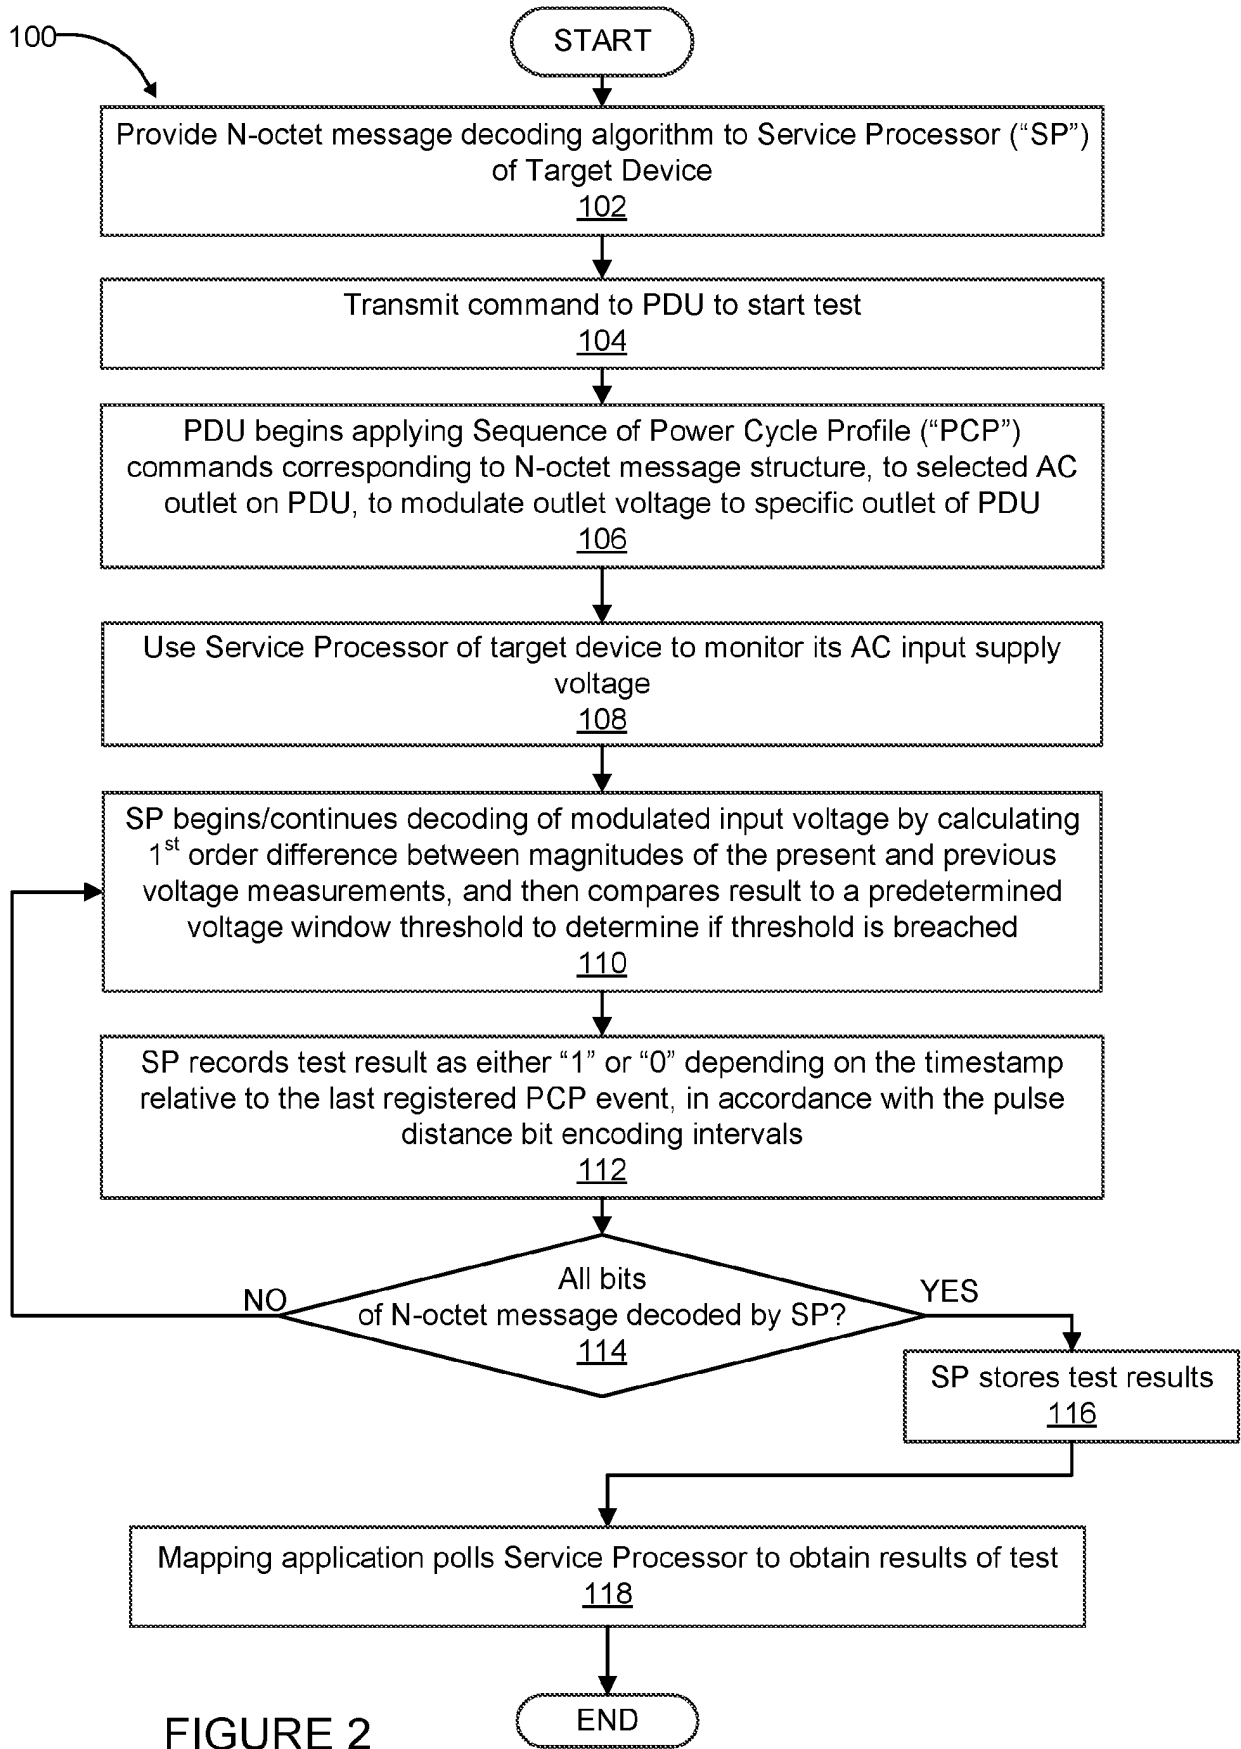 100
START
Provide N-octet message decoding algorithm to Service Processor (“SP”)
of Target Device
102
Transmit command to PDU to start test
104
PDU begins applying Sequence of Power Cycle Profile (“PCP”)
commands corresponding to N-octet message structure, to selected AC
outlet on PDU, to modulate outlet voltage to specific outlet of PDU
106
Use Service Processor of target device to monitor its AC input supply
voltage
108
SP begins/continues decoding of modulated input voltage by calculating
1st order difference between magnitudes of the present and previous
voltage measurements, and then compares result to a predetermined
voltage window threshold to determine if threshold is breached
110
SP records test result as either “1” or “0” depending on the timestamp
relative to the last registered PCP event, in accordance with the pulse
distance bit encoding intervals
112
All bits
of N-octet message decoded by SP?
114
NO
YES
SP stores test results
116
Mapping application polls Service Processor to obtain results of test
118
END
FIGURE 2